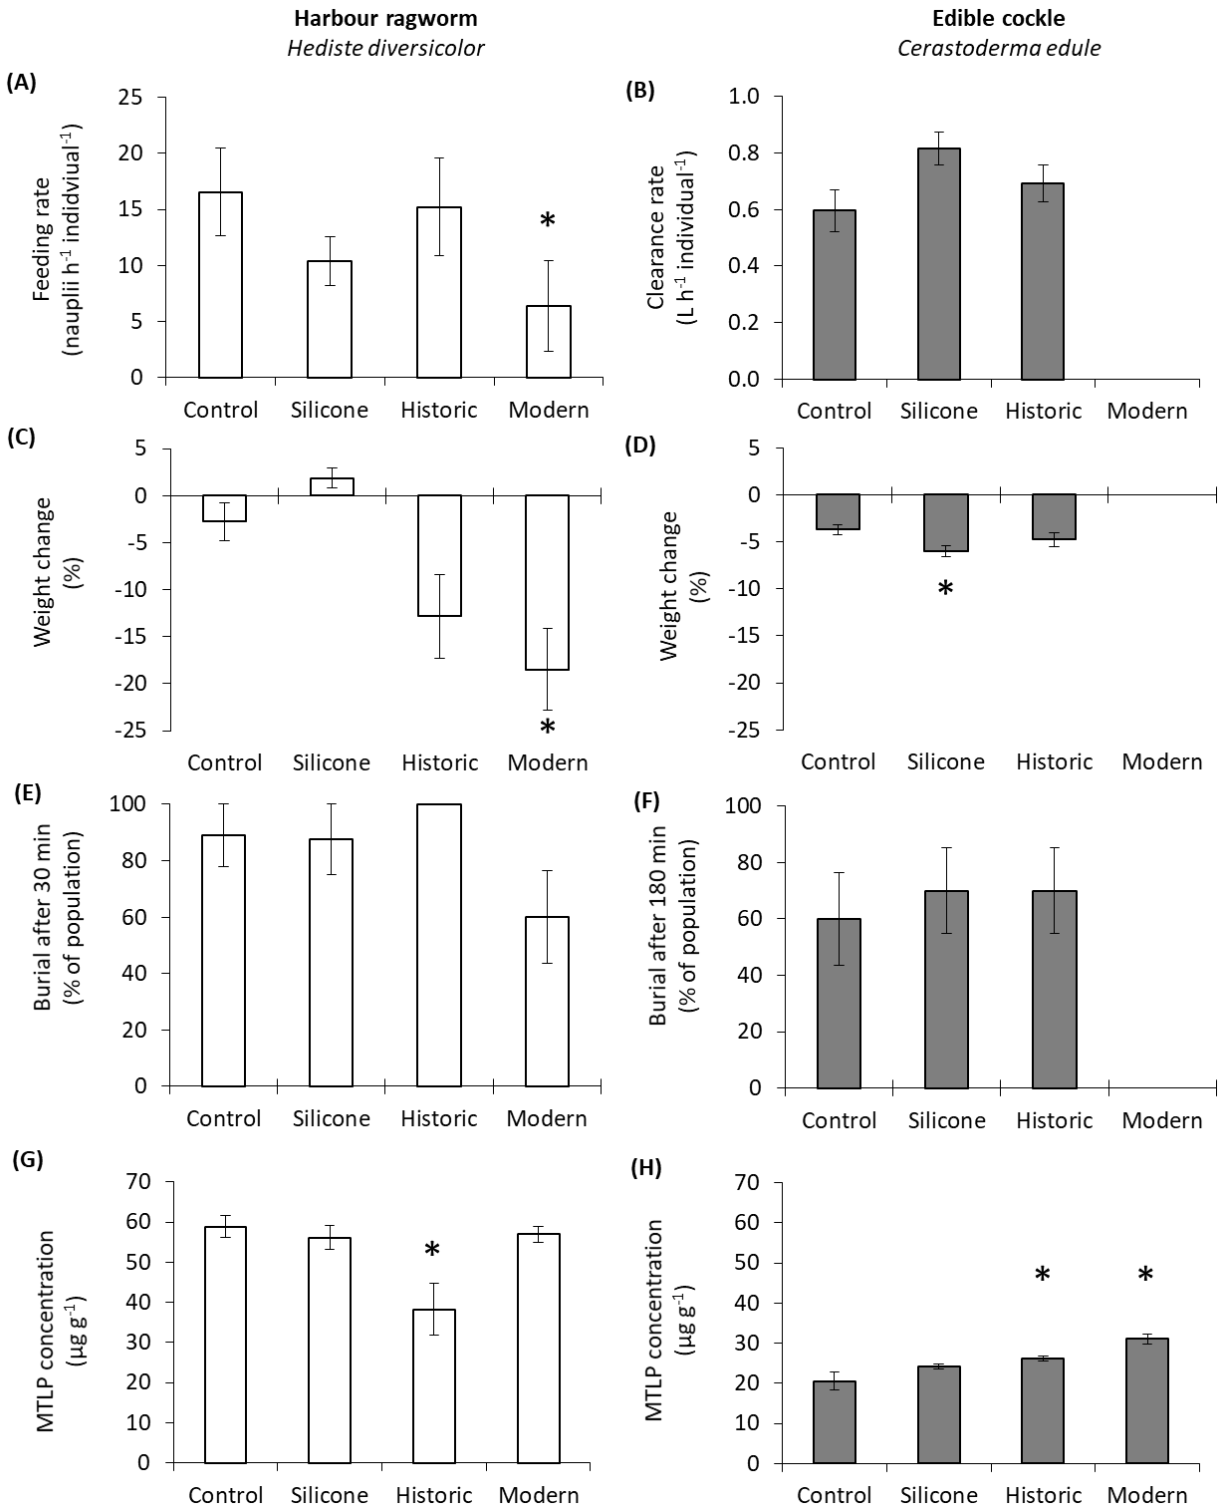 Harbour ragworm
Hediste diversicolor
Edible cockle
Cerastoderma edule
(A)
Feeding rate
(nauplii h-1 indidviual-1)
25
20
15
10
5
0
*
Control Silicone Historic Modern
(B)
Clearance rate
(L h-1 individual-1)
1.0
0.8
0.6
0.4
0.2
0.0
Control Silicone Historic Modern
(C)
Weight change
(%)
5
0
-5
-10
-15
-20
-25
*
Control Silicone Historic Modern
(D)
Weight change
(%)
5
0
-5
-10
-15
-20
-25
*
Control Silicone Historic Modern
(E)
Burial after 30 min
(% of population)
100
80
60
40
20
0
Control Silicone Historic Modern
(F)
Burial after 180 min
(% of population)
100
80
60
40
20
0
Control Silicone Historic Modern
(G)
MTLP concentration
(µg g-1)
70
60
50
40
30
20
10
0
*
Control Silicone Historic Modern
(H)
MTLP concentration
(µg g-1)
70
60
50
40
30
20
10
0
* *
Control Silicone Historic Modern